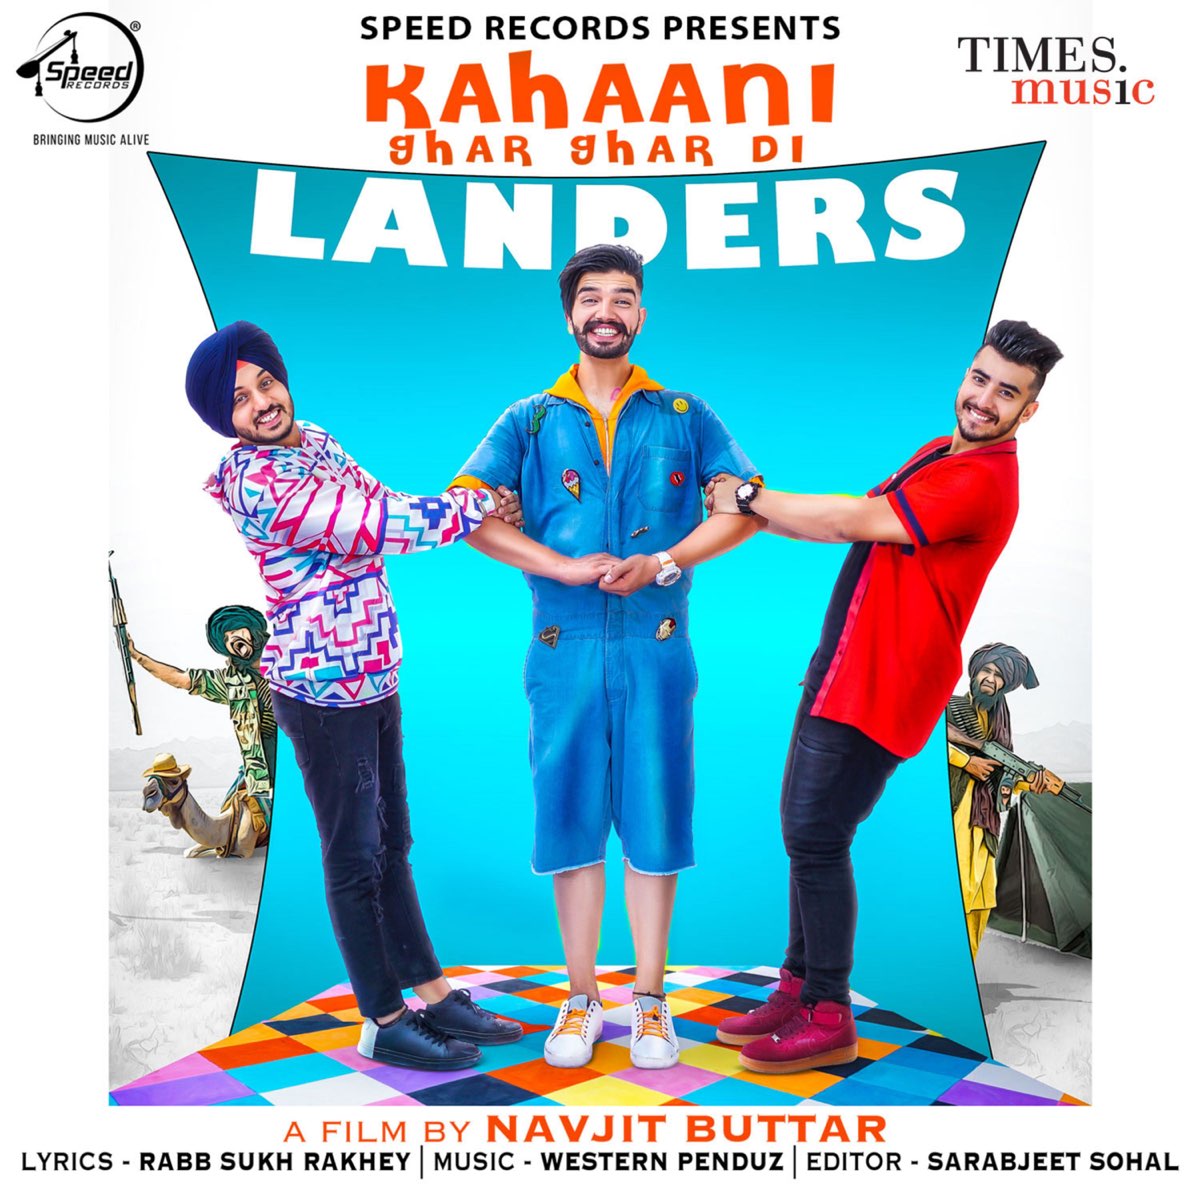 SPEED RECORDS PRESENTS
Speed
RECORDS
®
BRINGING MUSIC ALIVE
TIMES.
music
KAHAANI
GHAR GHAR DI
LANDERS
A FILM BY NAVJIT BUTTAR
LYRICS - RABB SUKH RAKHEY | MUSIC - WESTERN PENDUZ | EDITOR - SARABJEET SOHAL